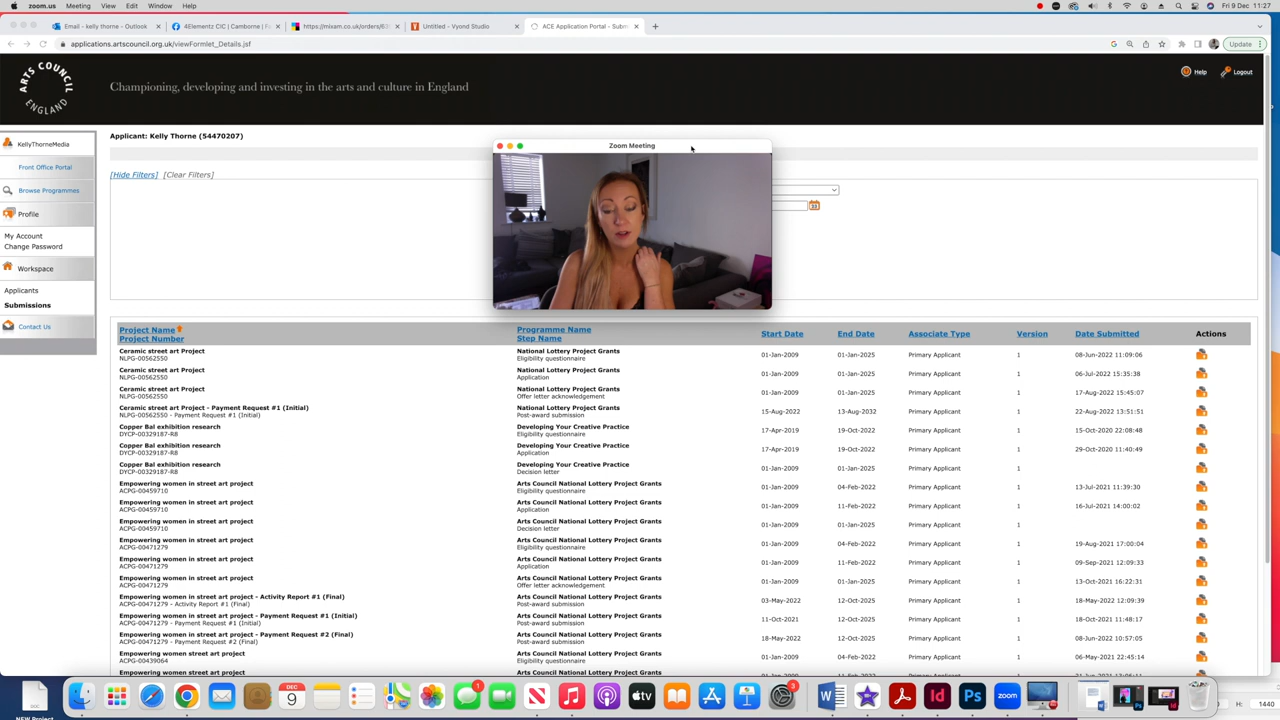 zoom.us Meeting View Edit Window Help Fri 9 Dec 11:27
Email - kelly thorne - Outlook 4Elementz CIC | Camborne | Fa https://mixam.co.uk/orders/63 Untitled - Vyond Studio ACE Application Portal - Subm
applications.artscouncil.org.uk/viewFormlet_Details.jsf Update
ARTS COUNCIL ENGLAND
Championing, developing and investing in the arts and culture in England
Help Logout
Applicant: Kelly Thorne (54470207)
KellyThorneMedia
Front Office Portal
Browse Programmes
Profile
My Account
Change Password
Workspace
Applicants
Submissions
Contact Us
[Hide Filters] [Clear Filters]
Zoom Meeting
Project Name Programme Name Start Date End Date Associate Type Version Date Submitted Actions
Project Number Step Name
Ceramic street art Project National Lottery Project Grants 01-Jan-2009 01-Jan-2025 Primary Applicant 1 08-Jun-2022 11:09:06
NLPG-00562550 Eligibility questionnaire
Ceramic street art Project National Lottery Project Grants 01-Jan-2009 01-Jan-2025 Primary Applicant 1 06-Jul-2022 15:35:38
NLPG-00562550 Application
Ceramic street art Project National Lottery Project Grants 01-Jan-2009 01-Jan-2025 Primary Applicant 1 17-Aug-2022 15:45:07
NLPG-00562550 Offer letter acknowledgement
Ceramic street art Project - Payment Request #1 (Initial) National Lottery Project Grants 15-Aug-2022 13-Aug-2032 Primary Applicant 1 22-Aug-2022 13:51:51
NLPG-00562550 - Payment Request #1 (Initial) Post-award submission
Copper Bal exhibition research Developing Your Creative Practice 17-Apr-2019 19-Oct-2022 Primary Applicant 1 15-Oct-2020 22:08:48
DYCP-00329187-R8 Eligibility questionnaire
Copper Bal exhibition research Developing Your Creative Practice 17-Apr-2019 19-Oct-2022 Primary Applicant 1 29-Oct-2020 11:40:49
DYCP-00329187-R8 Application
Copper Bal exhibition research Developing Your Creative Practice 01-Jan-2009 01-Jan-2025 Primary Applicant 1
DYCP-00329187-R8 Decision letter
Empowering women in street art project Arts Council National Lottery Project Grants 01-Jan-2009 04-Feb-2022 Primary Applicant 1 13-Jul-2021 11:39:30
ACPG-00459710 Eligibility questionnaire
Empowering women in street art project Arts Council National Lottery Project Grants 01-Jan-2009 11-Feb-2022 Primary Applicant 1 16-Jul-2021 14:00:02
ACPG-00459710 Application
Empowering women in street art project Arts Council National Lottery Project Grants 01-Jan-2009 01-Jan-2025 Primary Applicant 1
ACPG-00459710 Decision letter
Empowering women in street art project Arts Council National Lottery Project Grants 01-Jan-2009 04-Feb-2022 Primary Applicant 1 19-Aug-2021 17:00:04
ACPG-00471279 Eligibility questionnaire
Empowering women in street art project Arts Council National Lottery Project Grants 01-Jan-2009 11-Feb-2022 Primary Applicant 1 09-Sep-2021 12:09:33
ACPG-00471279 Application
Empowering women in street art project Arts Council National Lottery Project Grants 01-Jan-2009 01-Jan-2025 Primary Applicant 1 13-Oct-2021 16:22:31
ACPG-00471279 Offer letter acknowledgement
Empowering women in street art project - Activity Report #1 (Final) Arts Council National Lottery Project Grants 03-May-2022 12-Oct-2025 Primary Applicant 1 18-May-2022 12:09:39
ACPG-00471279 - Activity Report #1 (Final) Post-award submission
Empowering women in street art project - Payment Request #1 (Initial) Arts Council National Lottery Project Grants 11-Oct-2021 12-Oct-2025 Primary Applicant 1 18-Oct-2021 11:48:17
ACPG-00471279 - Payment Request #1 (Initial) Post-award submission
Empowering women in street art project - Payment Request #2 (Final) Arts Council National Lottery Project Grants 18-May-2022 12-Oct-2025 Primary Applicant 1 08-Jun-2022 10:57:05
ACPG-00471279 - Payment Request #2 (Final) Post-award submission
Empowering women street art project Arts Council National Lottery Project Grants 01-Jan-2009 04-Feb-2022 Primary Applicant 1 06-May-2021 22:45:14
ACPG-00439064 Eligibility questionnaire
Empowering women street art project Arts Council National Lottery Project Grants
DEC 9 1 tv 3 W Id Ps zoom
NEW Project H: 1440